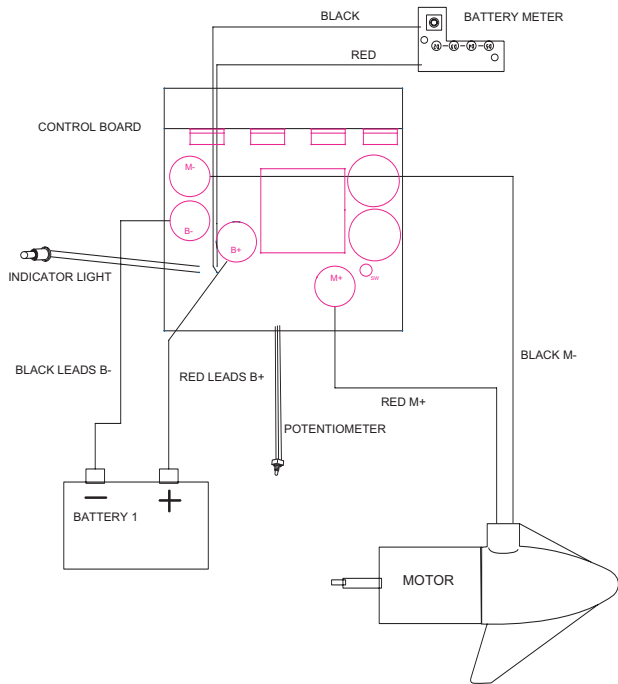 BLACK
BATTERY METER
RED
CONTROL BOARD
M-
B-
B+
M+
SW
INDICATOR LIGHT
BLACK LEADS B-
RED LEADS B+
BLACK M-
RED M+
POTENTIOMETER
BATTERY 1
MOTOR